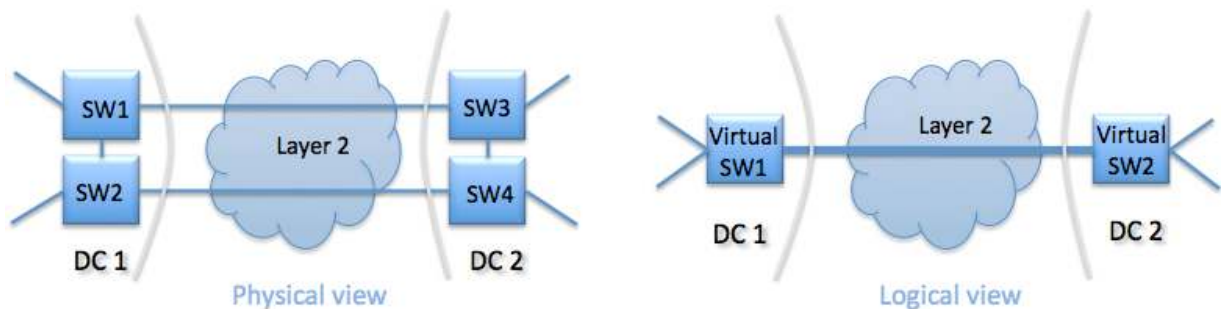 SW1
SW3
Layer 2
SW2
SW4
DC 1
DC 2
Physical view
Layer 2
Virtual
SW1
Virtual
SW2
DC 1
DC 2
Logical view